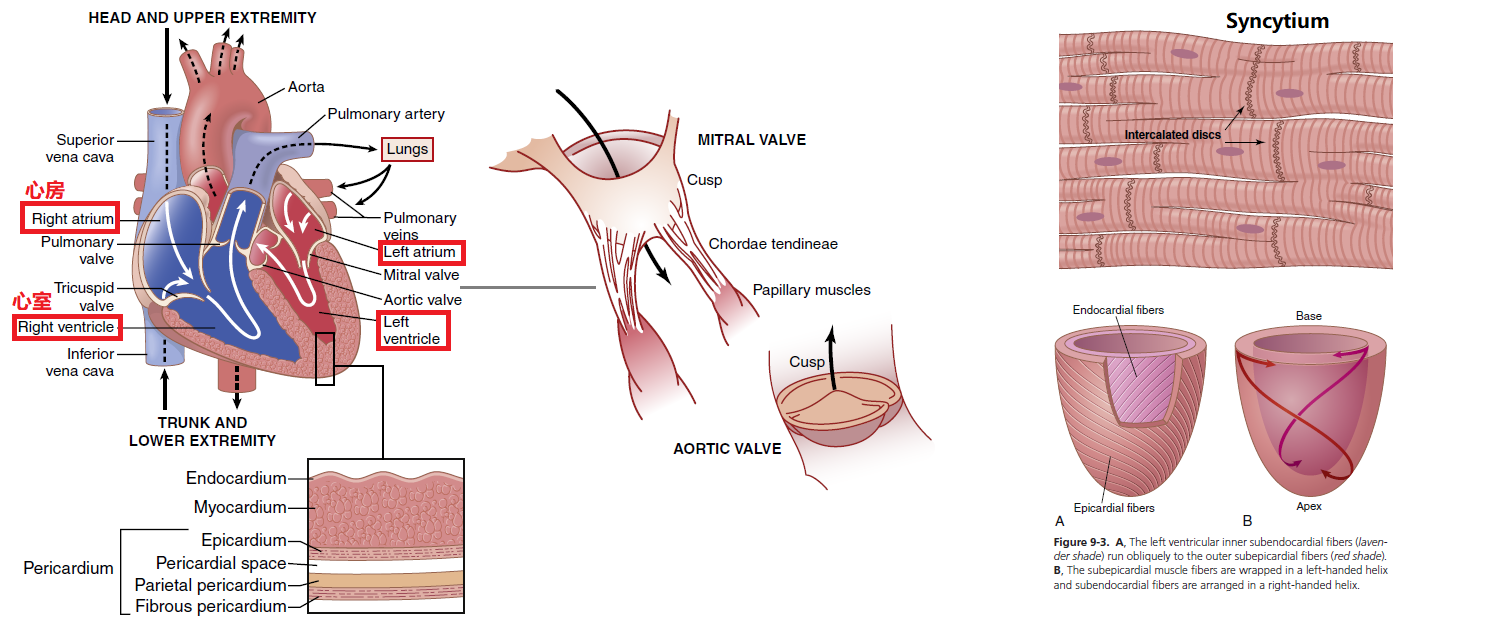 HEAD AND UPPER EXTREMITY
Aorta
Pulmonary artery
Superior
vena cava
Lungs
心房
Right atrium
Pulmonary
veins
Pulmonary
valve
Left atrium
Mitral valve
Tricuspid
valve
Aortic valve
心室
Right ventricle
Left
ventricle
Inferior
vena cava
TRUNK AND
LOWER EXTREMITY
Endocardium
Myocardium
Epicardium
Pericardial space
Pericardium
Parietal pericardium
Fibrous pericardium
MITRAL VALVE
Cusp
Chordae tendineae
Papillary muscles
Cusp
AORTIC VALVE
Syncytium
Intercalated discs
Endocardial fibers
Base
Epicardial fibers
Apex
A
B
Figure 9-3. A, The left ventricular inner subendocardial fibers (laven-
der shade) run obliquely to the outer subepicardial fibers (red shade).
B, The subepicardial muscle fibers are wrapped in a left-handed helix
and subendocardial fibers are arranged in a right-handed helix.